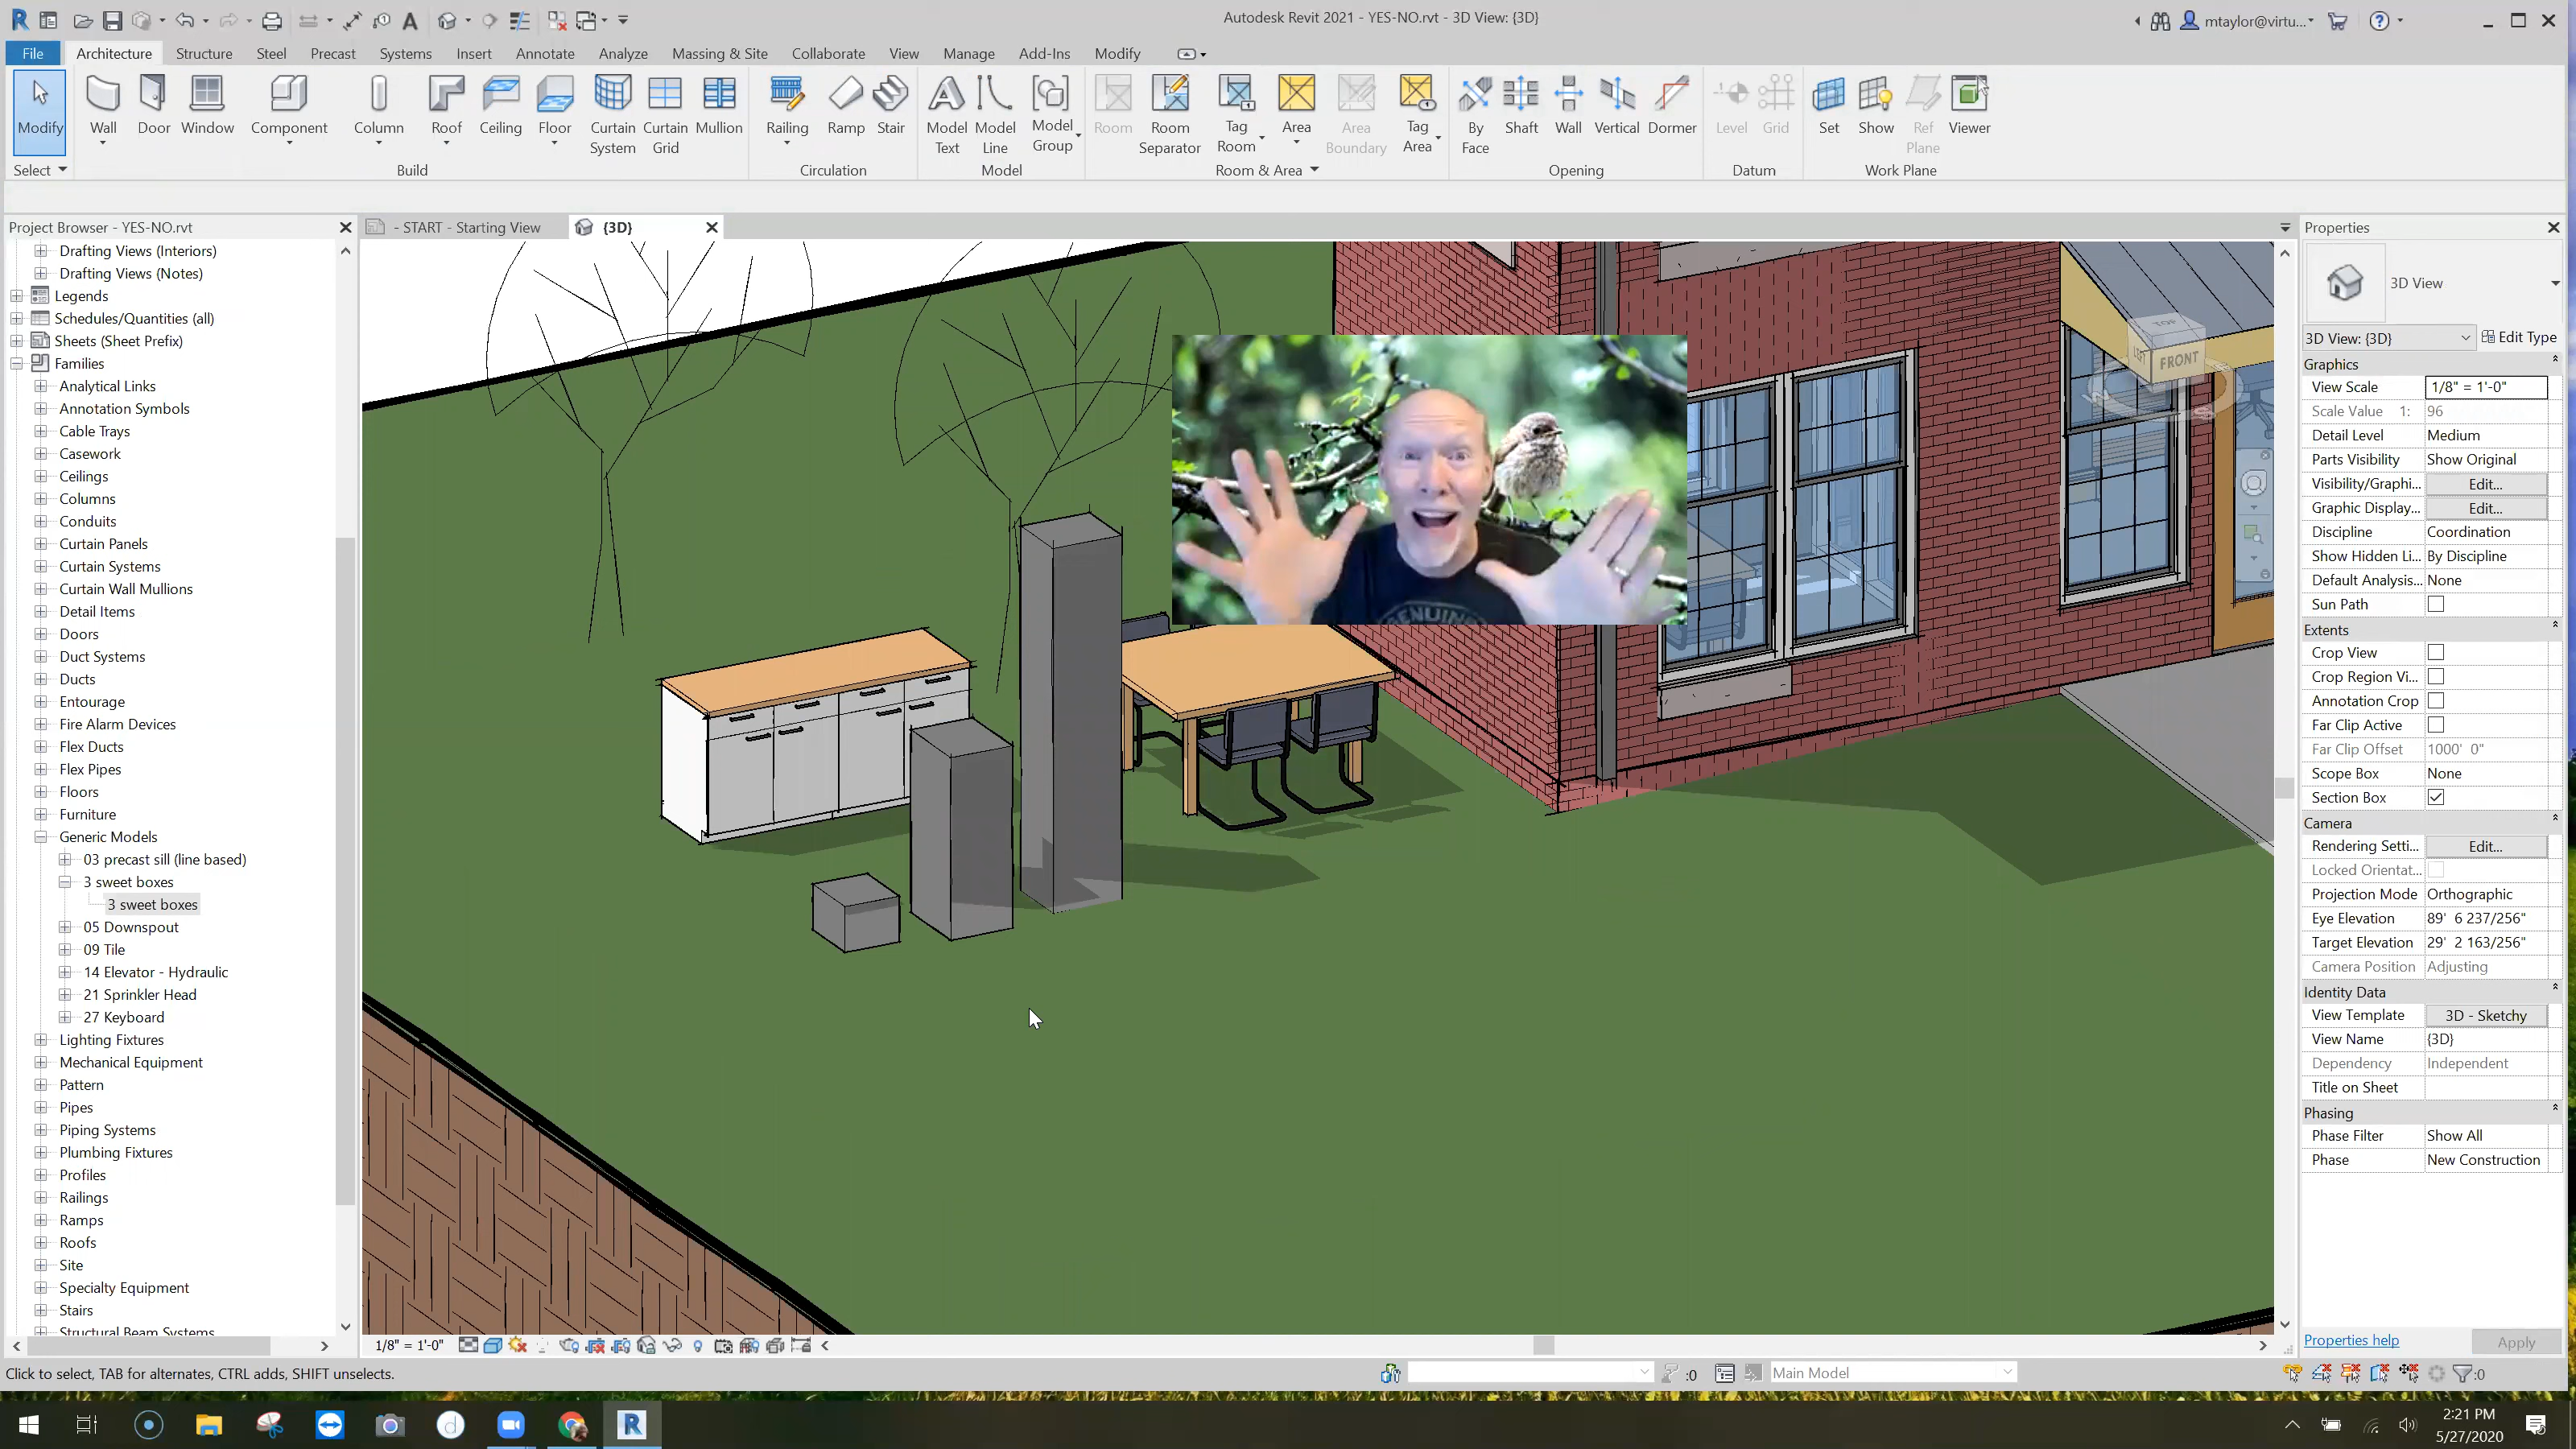 Autodesk Revit 2021 - YES-NO.rvt - 3D View: {3D}
mtaylor@virtu...
File Architecture Structure Steel Precast Systems Insert Annotate Analyze Massing & Site Collaborate View Manage Add-Ins Modify
Modify Wall Door Window Component Column Roof Ceiling Floor Curtain System Curtain Grid Mullion Railing Ramp Stair Model Text Model Line Model Group Room Room Separator Tag Room Area Area Boundary Tag Area By Face Shaft Wall Vertical Dormer Level Grid Set Show Ref Plane Viewer
Select Build Circulation Model Room & Area Opening Datum Work Plane
Project Browser - YES-NO.rvt
Drafting Views (Interiors)
Drafting Views (Notes)
Legends
Schedules/Quantities (all)
Sheets (Sheet Prefix)
Families
Analytical Links
Annotation Symbols
Cable Trays
Casework
Ceilings
Columns
Conduits
Curtain Panels
Curtain Systems
Curtain Wall Mullions
Detail Items
Doors
Duct Systems
Ducts
Entourage
Fire Alarm Devices
Flex Ducts
Flex Pipes
Floors
Furniture
Generic Models
03 precast sill (line based)
3 sweet boxes
3 sweet boxes
05 Downspout
09 Tile
14 Elevator - Hydraulic
21 Sprinkler Head
27 Keyboard
Lighting Fixtures
Mechanical Equipment
Pattern
Pipes
Piping Systems
Plumbing Fixtures
Profiles
Railings
Ramps
Roofs
Site
Specialty Equipment
Stairs
Structural Beam Systems
- START - Starting View
{3D}
TOP
LEFT
FRONT
GENUINE
Properties
3D View
3D View: {3D} Edit Type
Graphics
View Scale 1/8" = 1'-0"
Scale Value 1: 96
Detail Level Medium
Parts Visibility Show Original
Visibility/Graphi... Edit...
Graphic Display... Edit...
Discipline Coordination
Show Hidden Li... By Discipline
Default Analysis... None
Sun Path
Extents
Crop View
Crop Region Vi...
Annotation Crop
Far Clip Active
Far Clip Offset 1000' 0"
Scope Box None
Section Box
Camera
Rendering Setti... Edit...
Locked Orientat...
Projection Mode Orthographic
Eye Elevation 89' 6 237/256"
Target Elevation 29' 2 163/256"
Camera Position Adjusting
Identity Data
View Template 3D - Sketchy
View Name {3D}
Dependency Independent
Title on Sheet
Phasing
Phase Filter Show All
Phase New Construction
Properties help Apply
1/8" = 1'-0"
Click to select, TAB for alternates, CTRL adds, SHIFT unselects.
:0
Main Model
:0
2:21 PM
5/27/2020